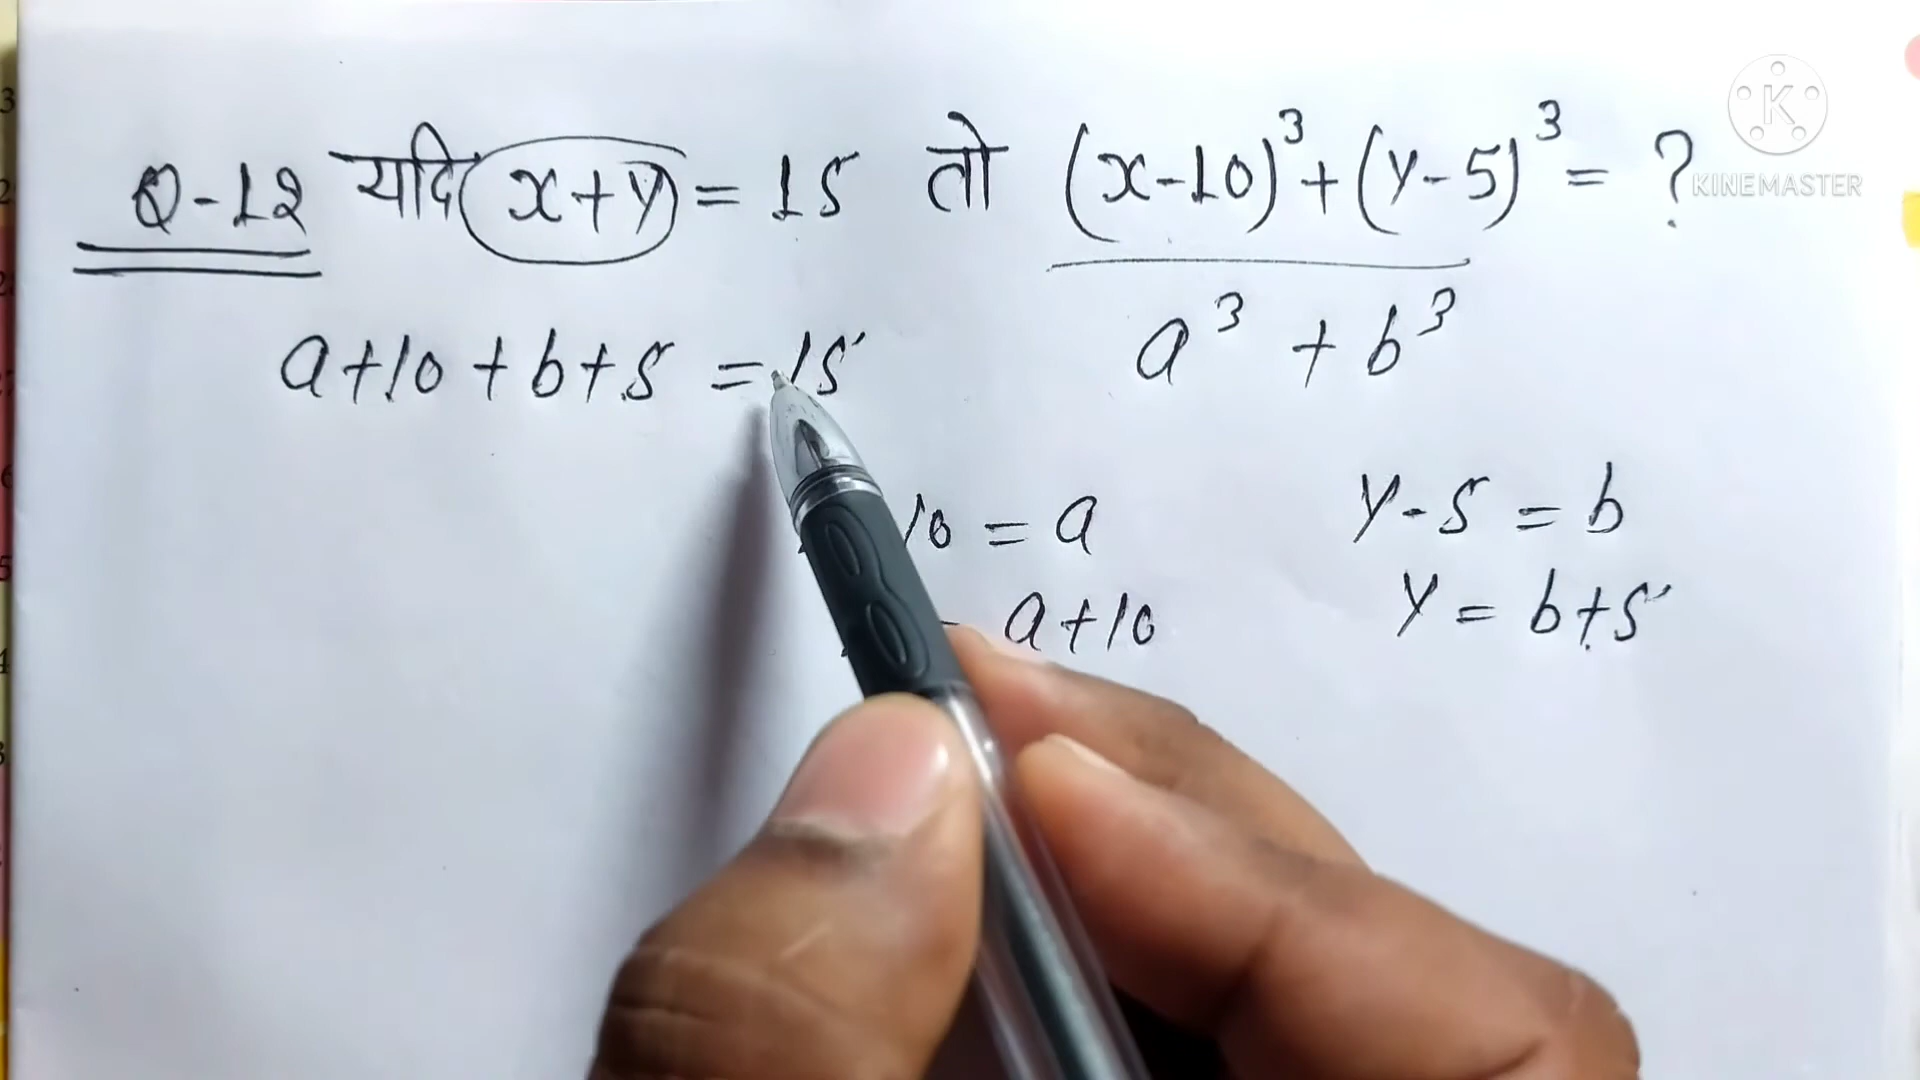 Q-12 यदि x+y = 15 तो (x-10)³+(y-5)³ = ?
KINEMASTER
a+10+b+5 = 15 a³ + b³
10 = a y-5 = b
a+10 y = b+5